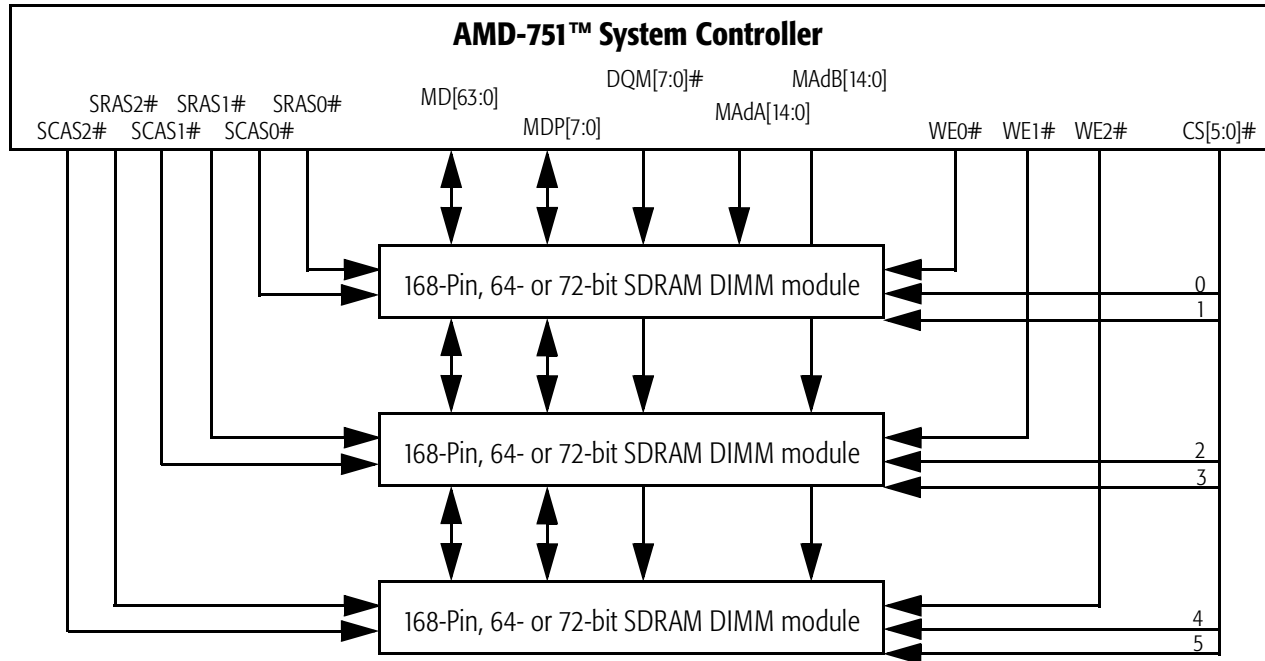 AMD-751™ System Controller
DQM[7:0]# MAdB[14:0]
SRAS2# SRAS1# SRAS0# MD[63:0] MAdA[14:0]
SCAS2# SCAS1# SCAS0# MDP[7:0] WE0# WE1# WE2# CS[5:0]#
168-Pin, 64- or 72-bit SDRAM DIMM module
0
1
168-Pin, 64- or 72-bit SDRAM DIMM module
2
3
168-Pin, 64- or 72-bit SDRAM DIMM module
4
5